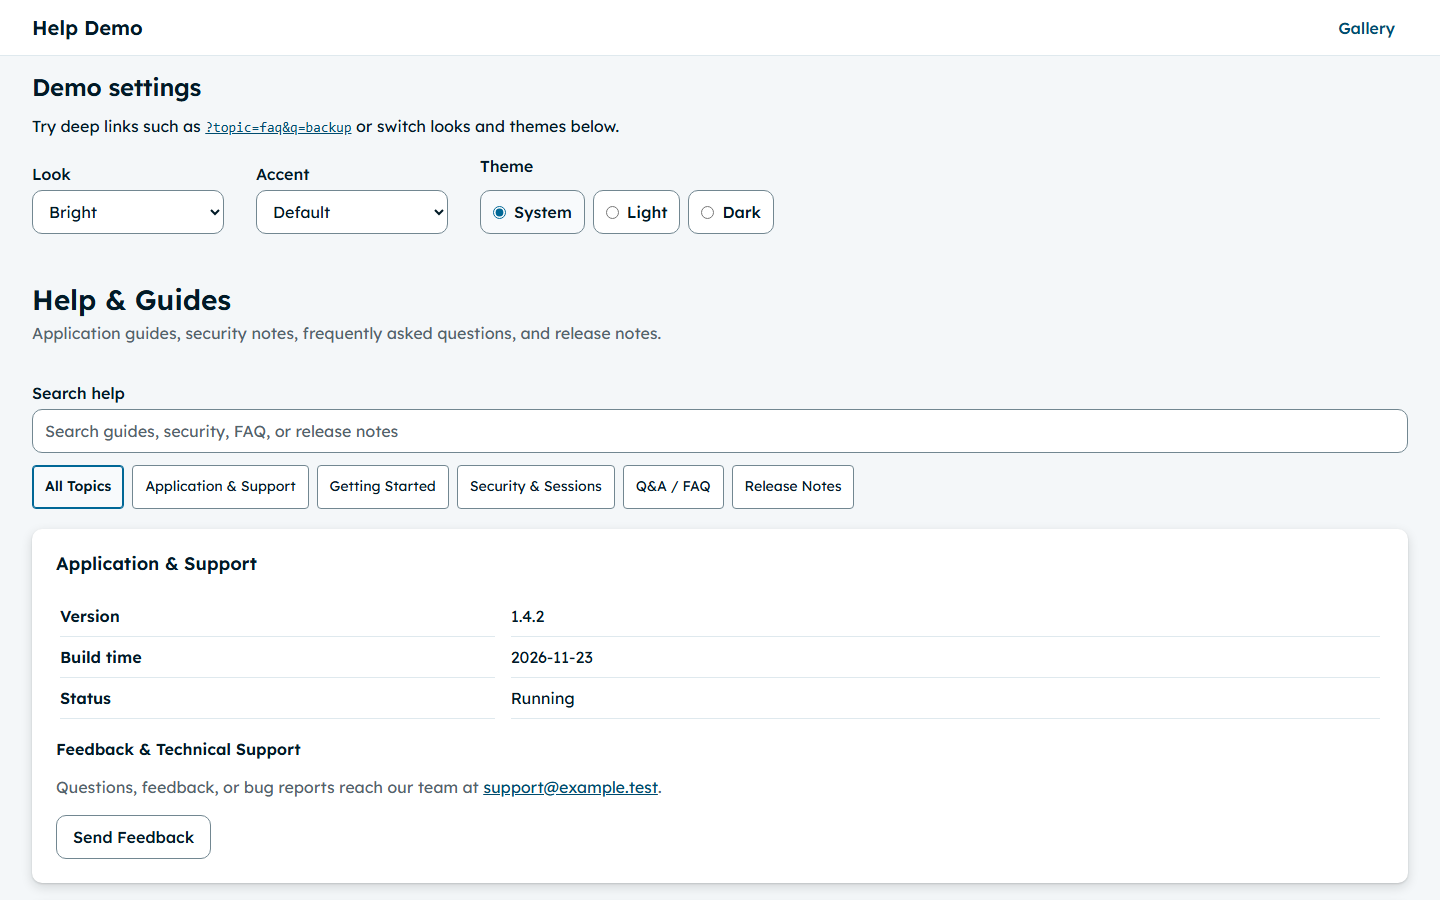 Help Demo
Gallery
Demo settings
Try deep links such as ?topic=faq&q=backup or switch looks and themes below.
Look
Accent
Theme
Bright
Default
System
Light
Dark
Help & Guides
Application guides, security notes, frequently asked questions, and release notes.
Search help
Search guides, security, FAQ, or release notes
All Topics
Application & Support
Getting Started
Security & Sessions
Q&A / FAQ
Release Notes
Application & Support
Version 1.4.2
Build time 2026-11-23
Status Running
Feedback & Technical Support
Questions, feedback, or bug reports reach our team at support@example.test.
Send Feedback